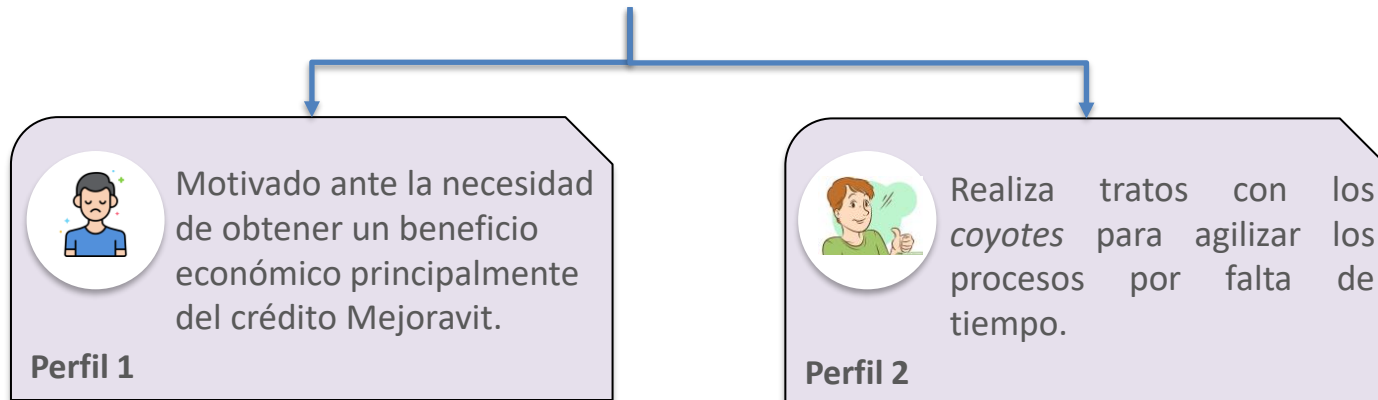 Motivado ante la necesidad
de obtener un beneficio
económico principalmente
del crédito Mejoravit.
Perfil 1
Realiza tratos con los
coyotes para agilizar los
procesos por falta de
tiempo.
Perfil 2